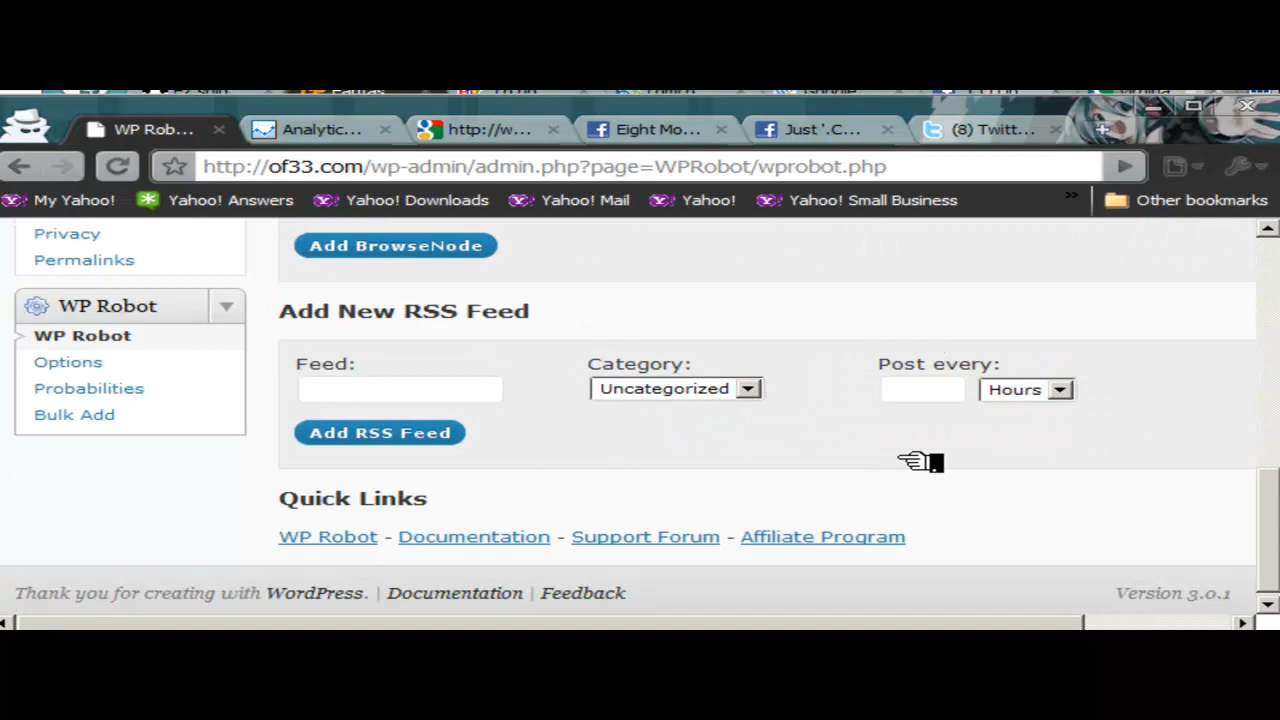 WP Rob...
Analytic...
http://w...
Eight Mo...
Just '.C...
(8) Twitt...
http://of33.com/wp-admin/admin.php?page=WPRobot/wprobot.php
My Yahoo!
Yahoo! Answers
Yahoo! Downloads
Yahoo! Mail
Yahoo!
Yahoo! Small Business
»
Other bookmarks
Privacy
Permalinks
WP Robot
WP Robot
Options
Probabilities
Bulk Add
Add BrowseNode
Add New RSS Feed
Feed:
Category:
Post every:
Uncategorized
Hours
Add RSS Feed
Quick Links
WP Robot - Documentation - Support Forum - Affiliate Program
Thank you for creating with WordPress. | Documentation | Feedback
Version 3.0.1